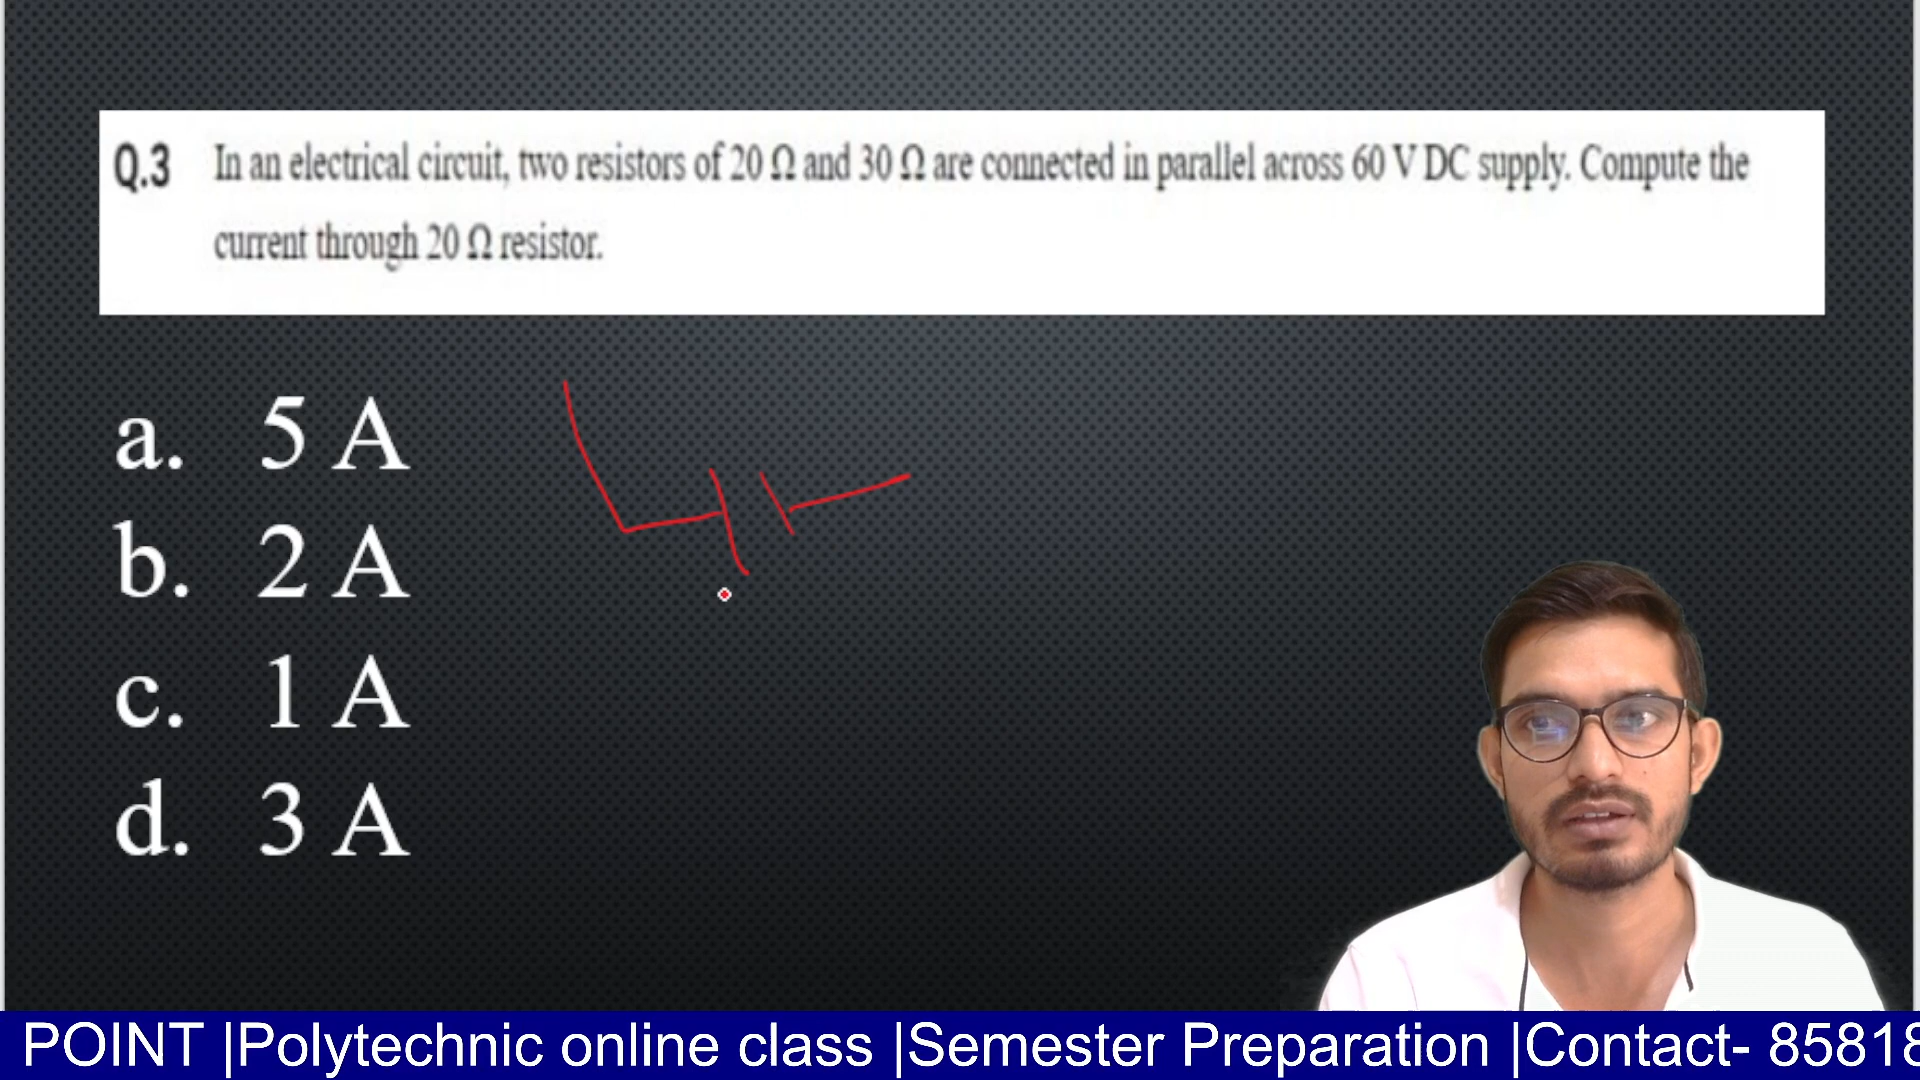 Q.3 In an electrical circuit, two resistors of 20 Ω and 30 Ω are connected in parallel across 60 V DC supply. Compute the
current through 20 Ω resistor.
a. 5 A
b. 2 A
c. 1 A
d. 3 A
POINT |Polytechnic online class |Semester Preparation |Contact- 85818